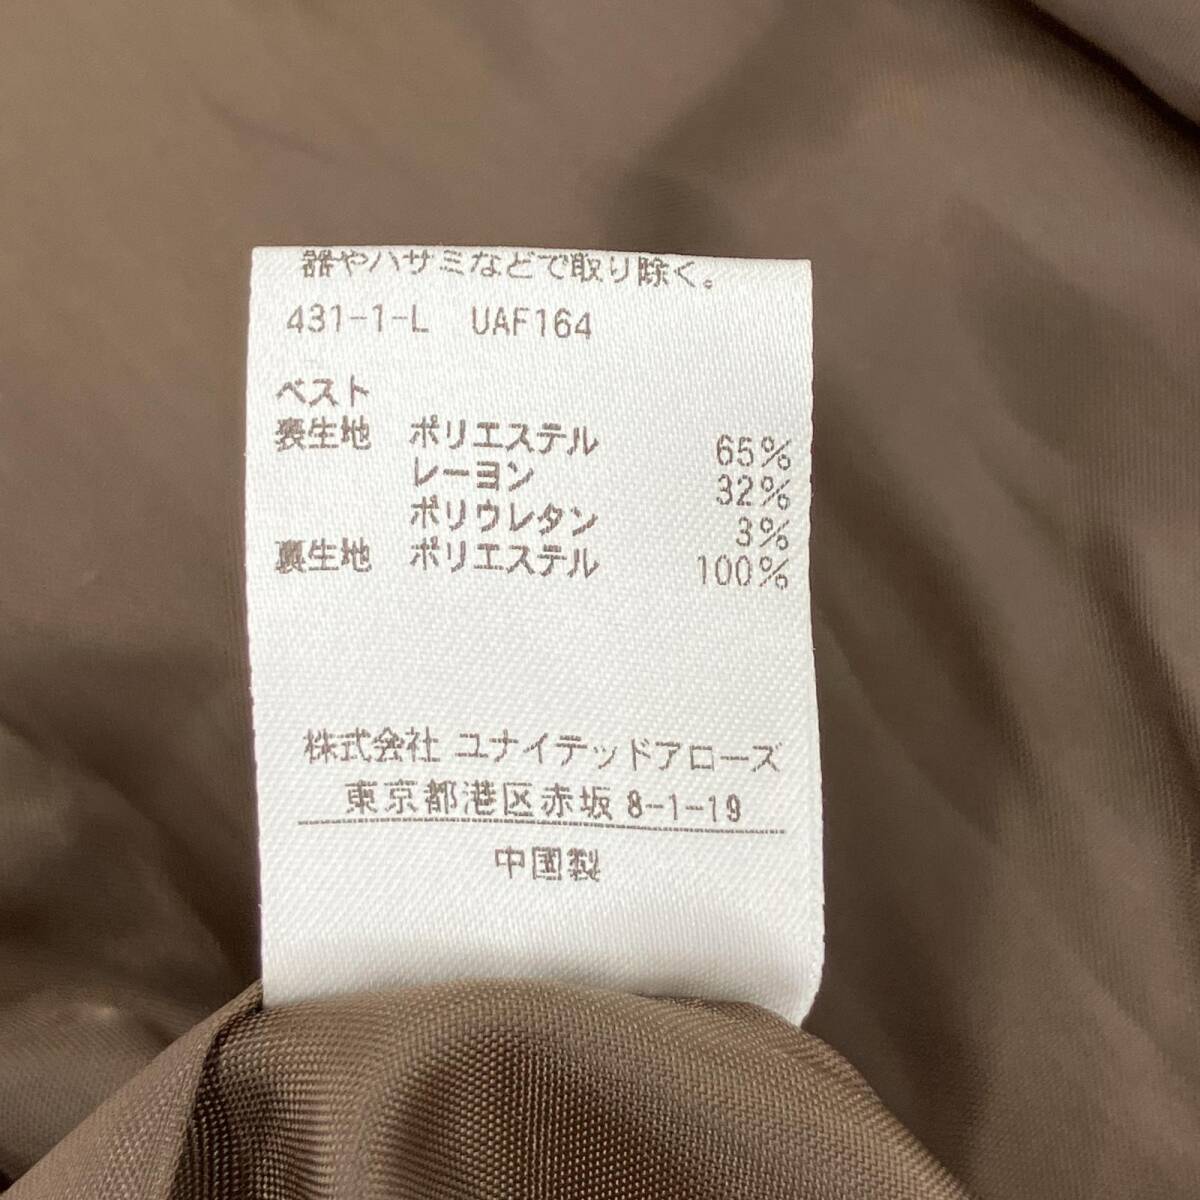 器やハサミなどで取り除く。
431-1-L UAF164
ベスト
表生地 ポリエステル 65%
レーヨン 32%
ポリウレタン 3%
裏生地 ポリエステル 100%
株式会社 ユナイテッドアローズ
東京都港区赤坂 8-1-19
中国製